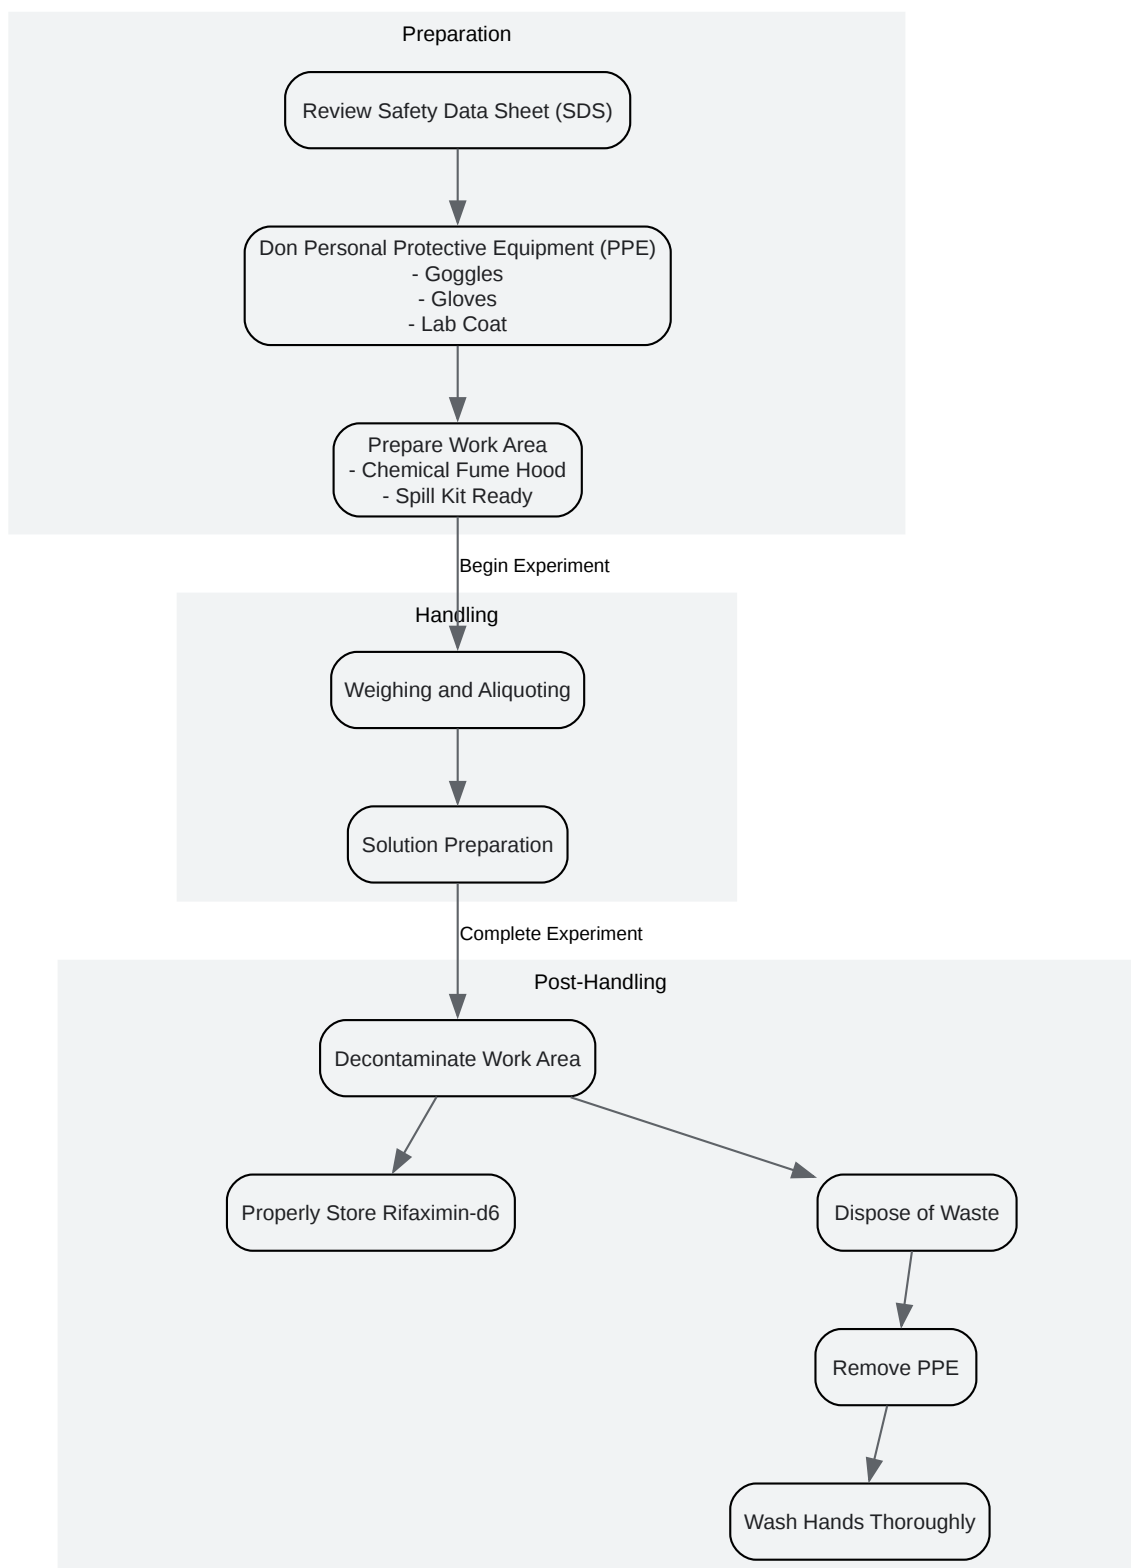 Preparation
Review Safety Data Sheet (SDS)
Don Personal Protective Equipment (PPE)
- Goggles
- Gloves
- Lab Coat
Prepare Work Area
- Chemical Fume Hood
- Spill Kit Ready
Begin Experiment
Handling
Weighing and Aliquoting
Solution Preparation
Complete Experiment
Post-Handling
Decontaminate Work Area
Properly Store Rifaximin-d6
Dispose of Waste
Remove PPE
Wash Hands Thoroughly